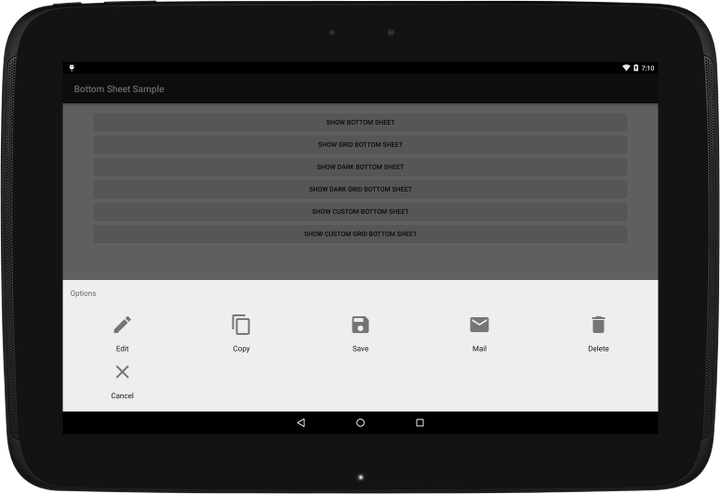 7:10
Bottom Sheet Sample
SHOW BOTTOM SHEET
SHOW GRID BOTTOM SHEET
SHOW DARK BOTTOM SHEET
SHOW DARK GRID BOTTOM SHEET
SHOW CUSTOM BOTTOM SHEET
SHOW CUSTOM GRID BOTTOM SHEET
Options
Edit Copy Save Mail Delete
Cancel